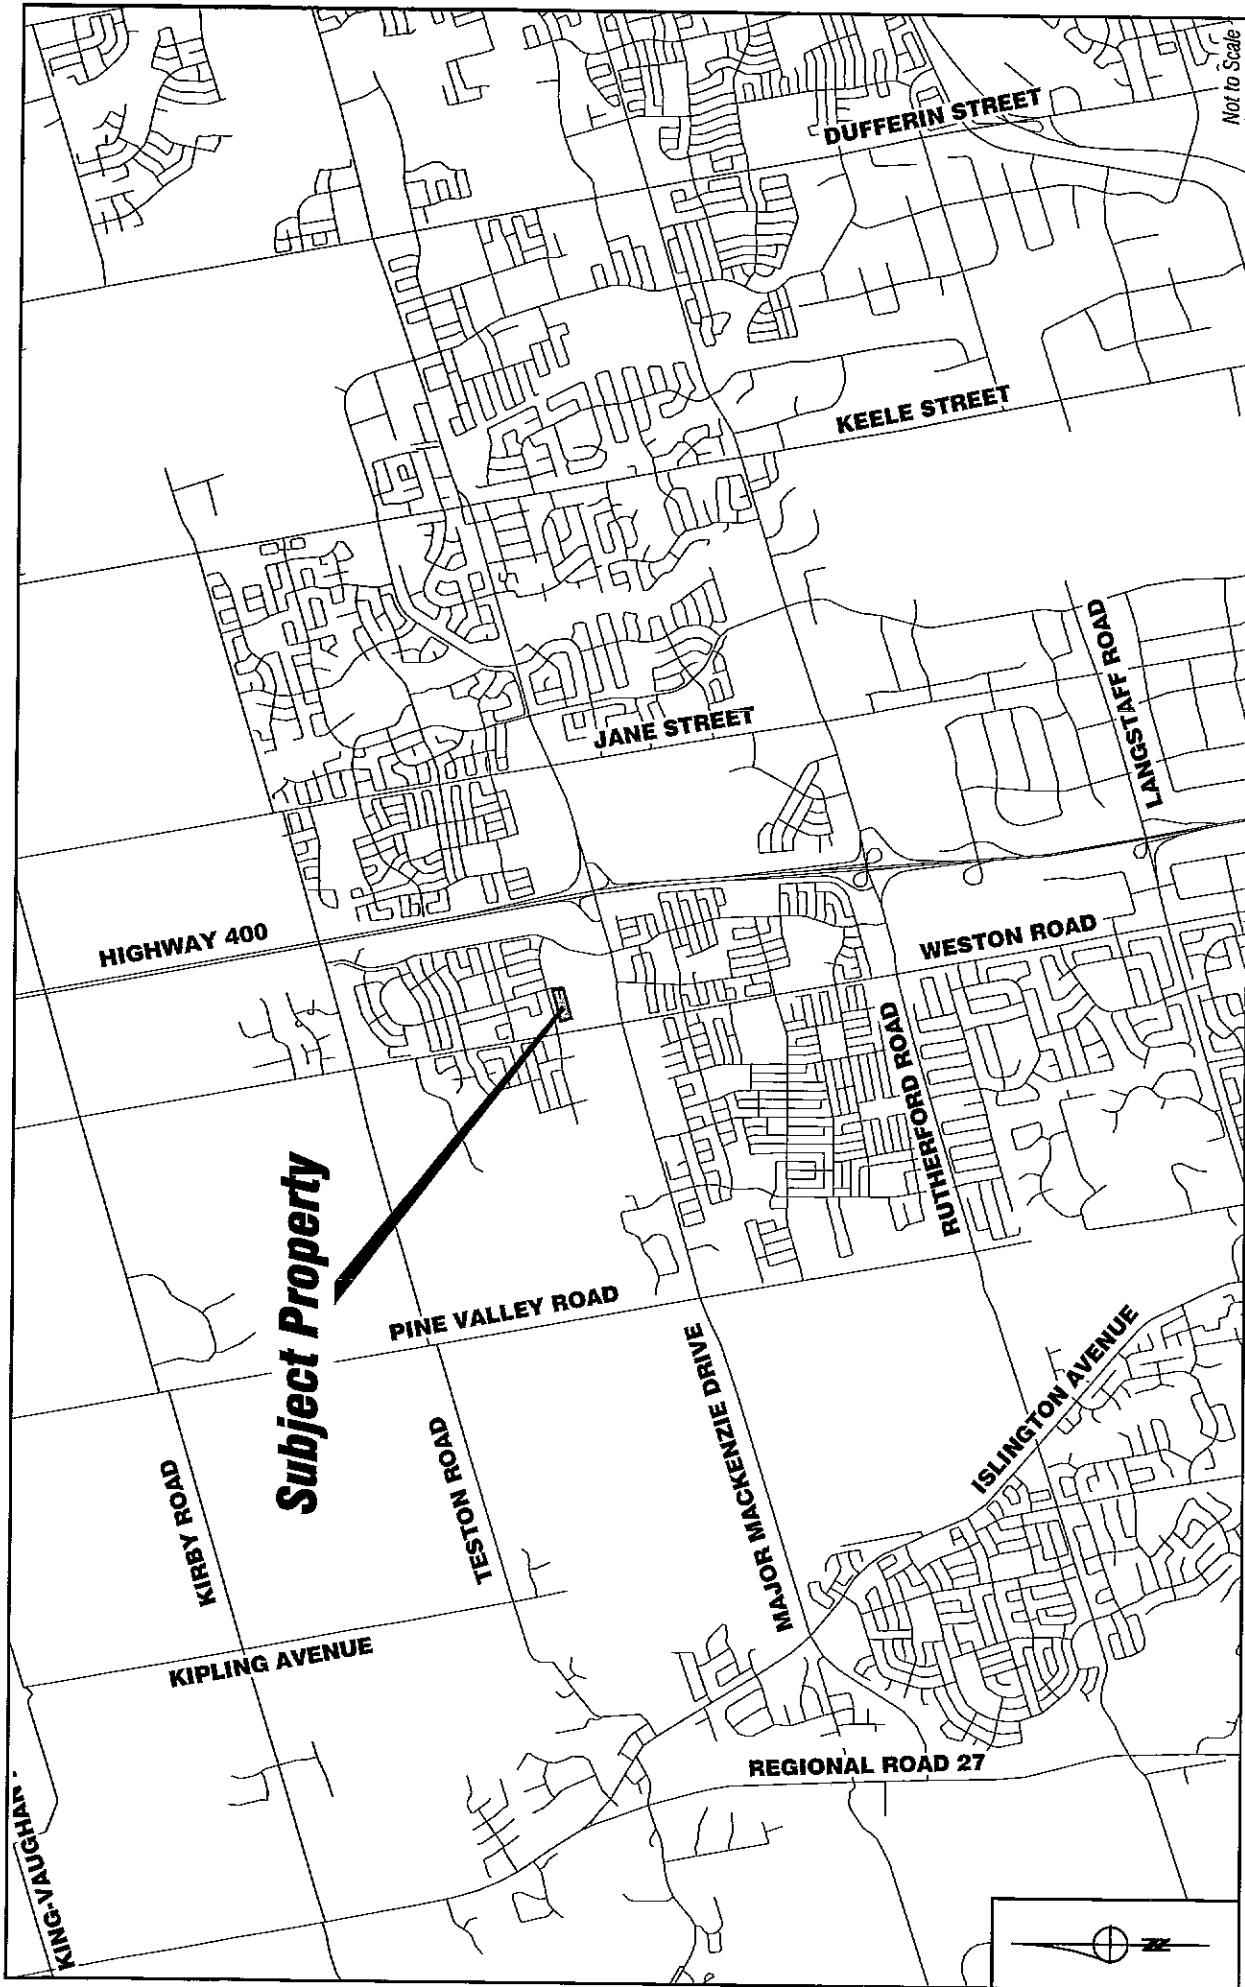 Not to Scale
DUFFERIN STREET
KEELE STREET
LANGSTAFF ROAD
JANE STREET
HIGHWAY 400
WESTON ROAD
RUTHERFORD ROAD
Subject Property
PINE VALLEY ROAD
MAJOR MACKENZIE DRIVE
ISLINGTON AVENUE
TESTON ROAD
KIRBY ROAD
KIPLING AVENUE
REGIONAL ROAD 27
KING-VAUGHAN